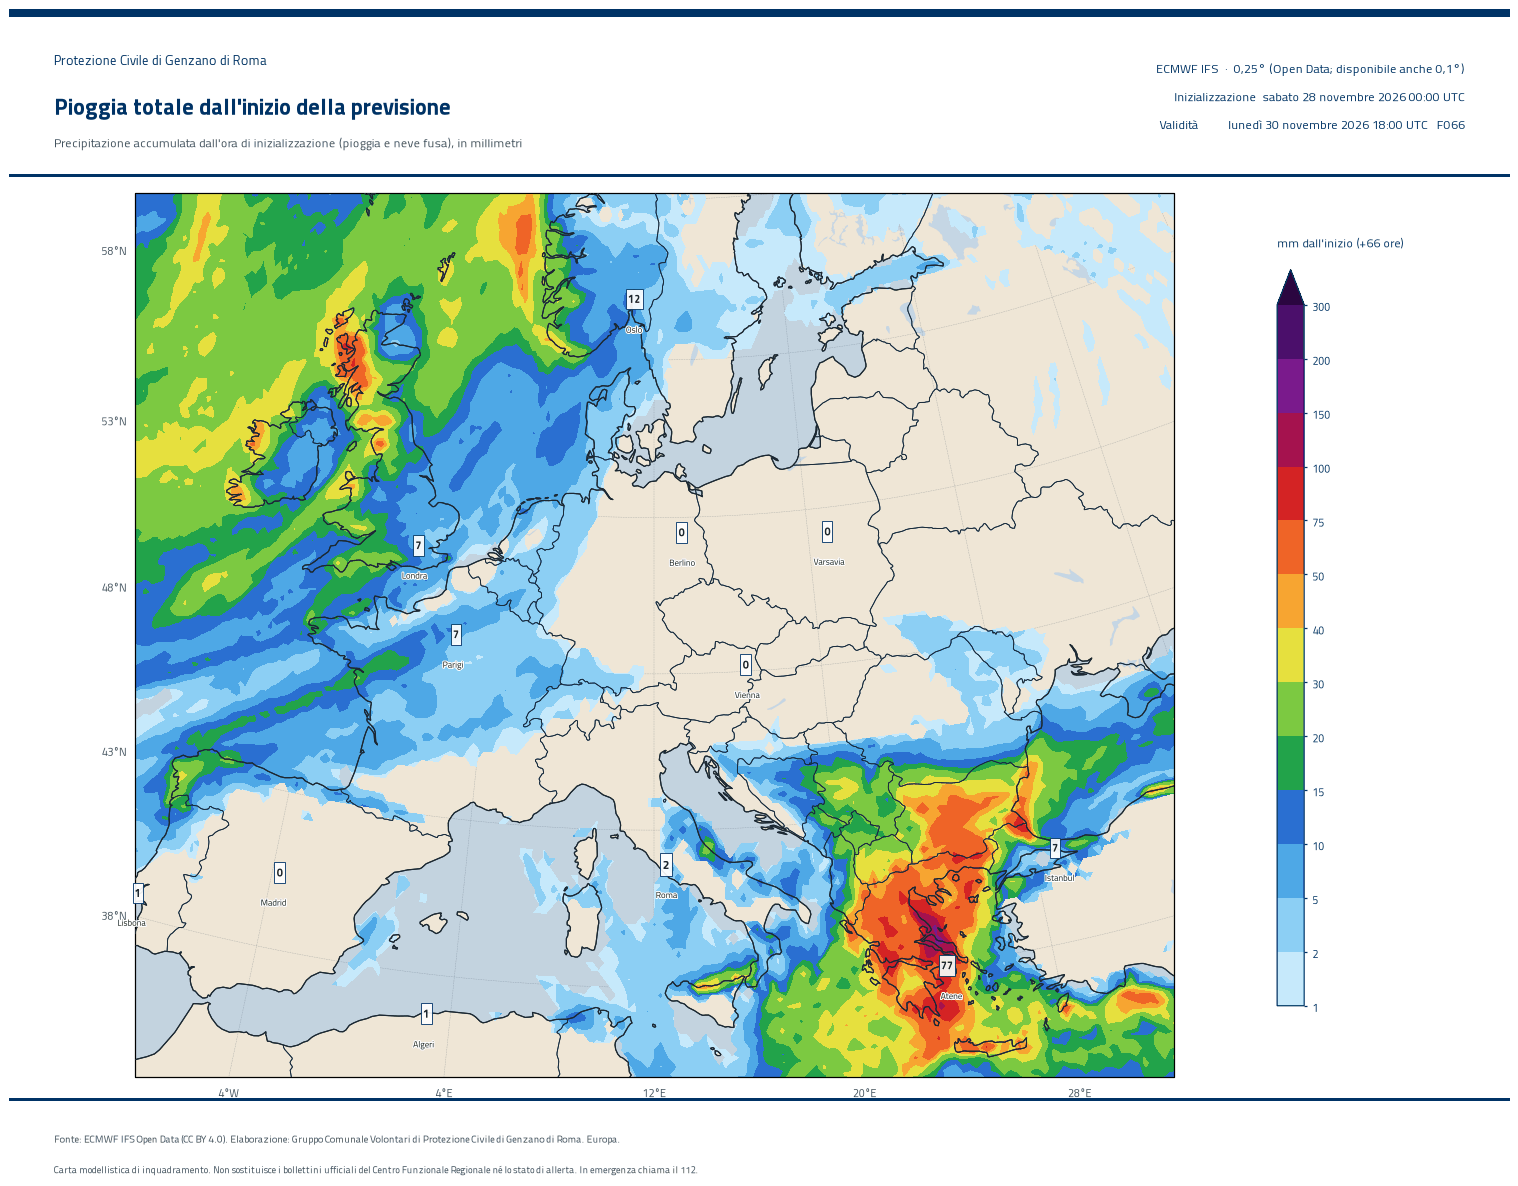 Protezione Civile di Genzano di Roma
Pioggia totale dall'inizio della previsione
Precipitazione accumulata dall'ora di inizializzazione (pioggia e neve fusa), in millimetri
ECMWF IFS · 0,25° (Open Data; disponibile anche 0,1°)
Inizializzazione sabato 28 novembre 2026 00:00 UTC
Validità lunedì 30 novembre 2026 18:00 UTC F066
mm dall'inizio (+66 ore)
300
200
150
100
75
50
40
30
20
15
10
5
2
1
58°N
53°N
48°N
43°N
38°N
12
Oslo
7
Londra
0
Berlino
0
Varsavia
7
Parigi
0
Vienna
1
Lisbona
0
Madrid
2
Roma
7
Istanbul
77
Atene
1
Algeri
4°W
4°E
12°E
20°E
28°E
Fonte: ECMWF IFS Open Data (CC BY 4.0). Elaborazione: Gruppo Comunale Volontari di Protezione Civile di Genzano di Roma. Europa.
Carta modellistica di inquadramento. Non sostituisce i bollettini ufficiali del Centro Funzionale Regionale né lo stato di allerta. In emergenza chiama il 112.